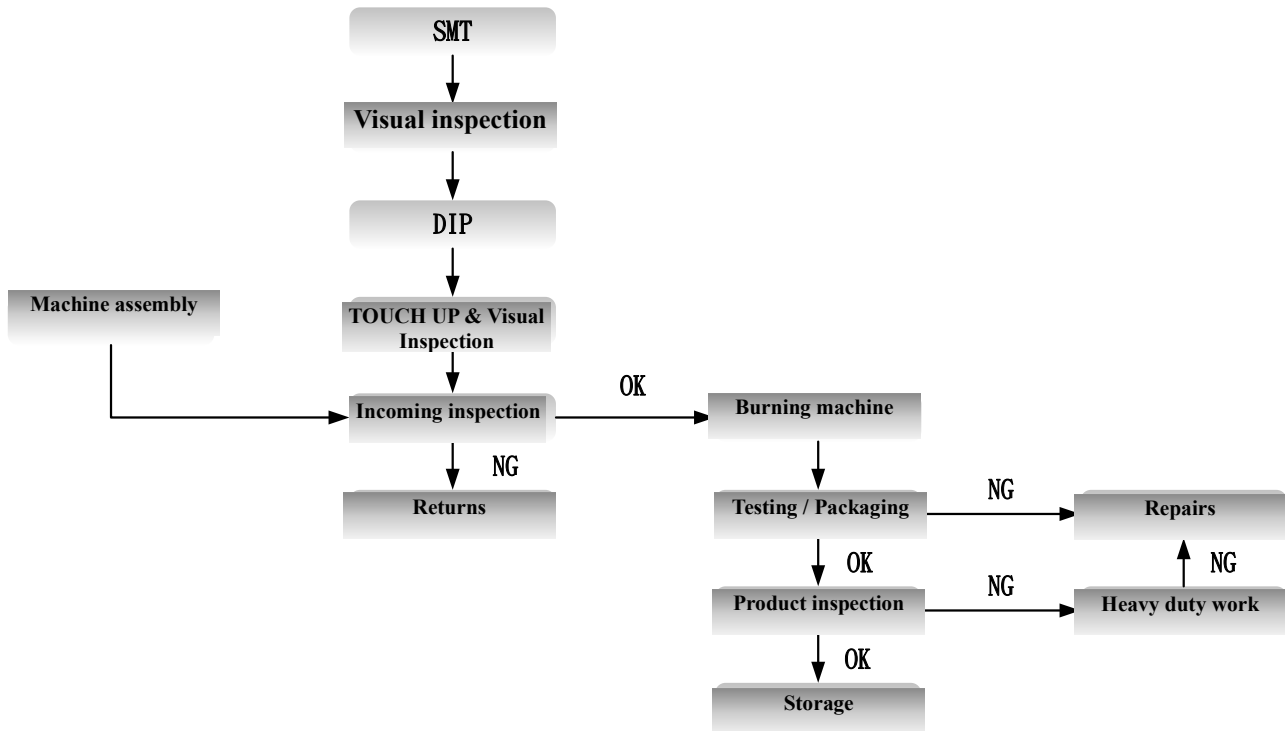 SMT
Visual inspection
DIP
Machine assembly
TOUCH UP & Visual
Inspection
Incoming inspection
OK
Burning machine
NG
Returns
Testing / Packaging
NG
Repairs
OK
NG
Product inspection
NG
Heavy duty work
OK
Storage